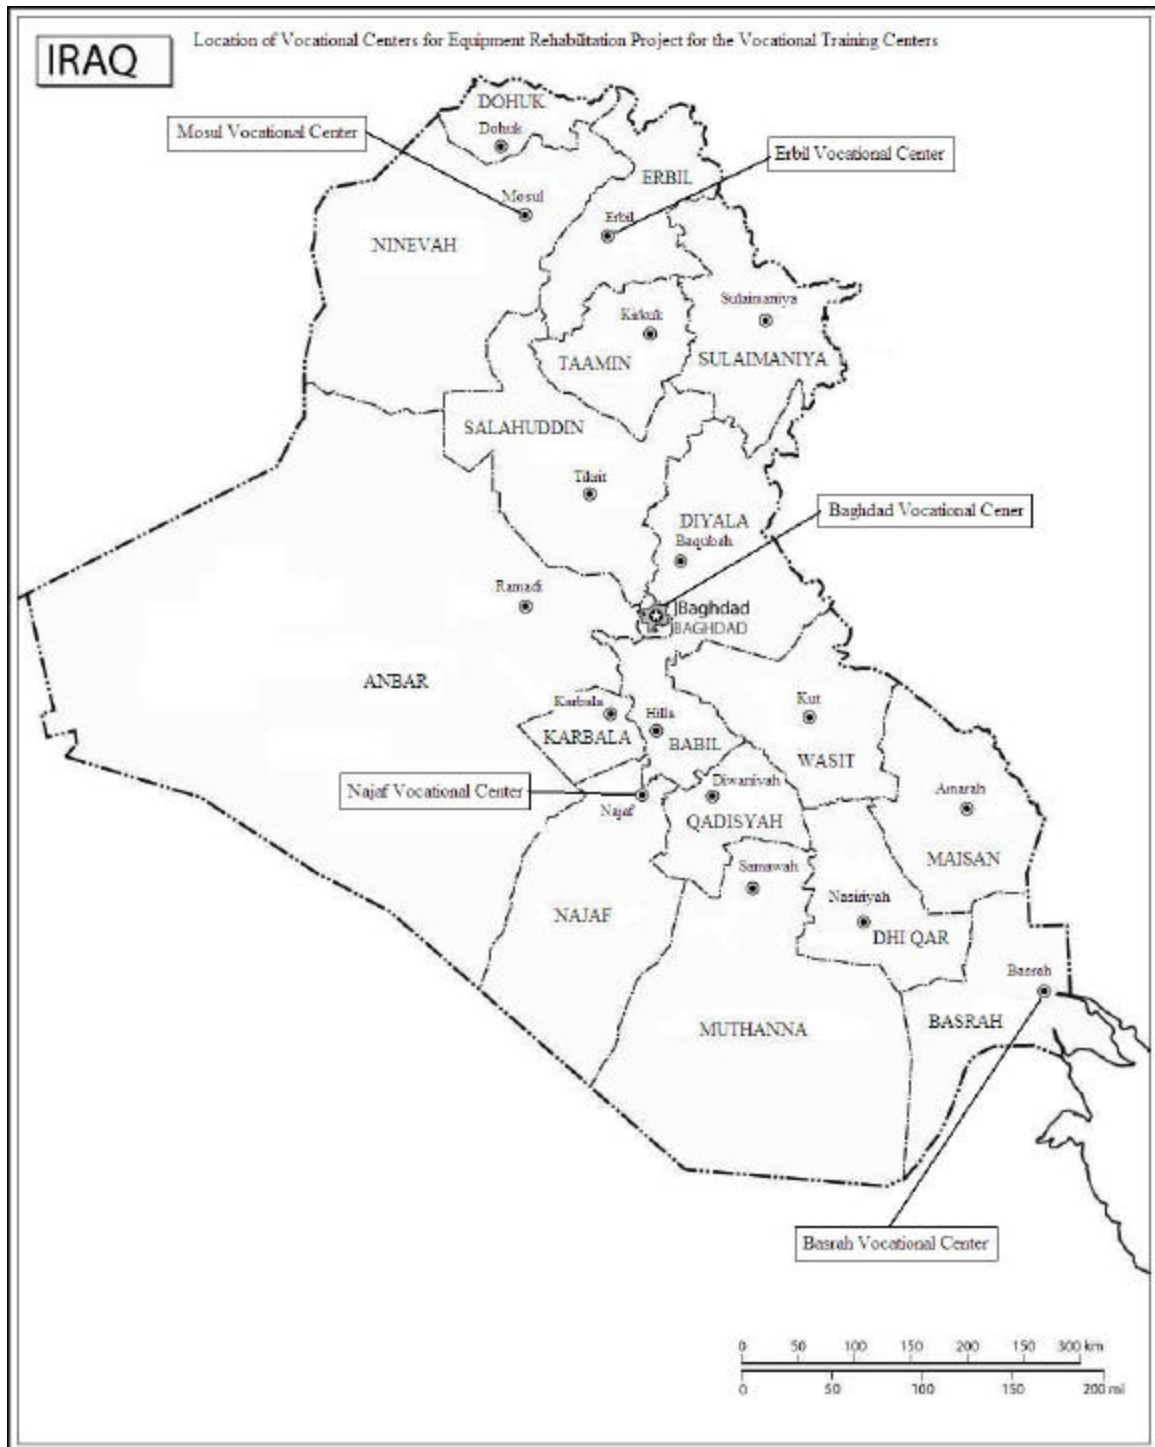 IRAQ
Location of Vocational Centers for Equipment Rehabilitation Project for the Vocational Training Centers
DOHUK
Dohuk
Mosul Vocational Center
Erbil Vocational Center
ERBIL
Mosul
Erbil
NINEVAH
Sulaimaniya
Kirkuk
TAAMIN
SULAIMANIYA
SALAHUDDIN
Tikrit
Baghdad Vocational Cener
DIYALA
Baqubah
Ramadi
Baghdad
BAGHDAD
ANBAR
Karbala
Kut
Hilla
KARBALA
BABIL
WASIT
Najaf Vocational Center
Diwaniyah
Amarah
Najaf
QADISYAH
MAISAN
Samawah
Nasiriyah
NAJAF
DHI QAR
Basrah
MUTHANNA
BASRAH
Basrah Vocational Center
0 50 100 150 200 150 300 km
0 50 100 150 200 mi